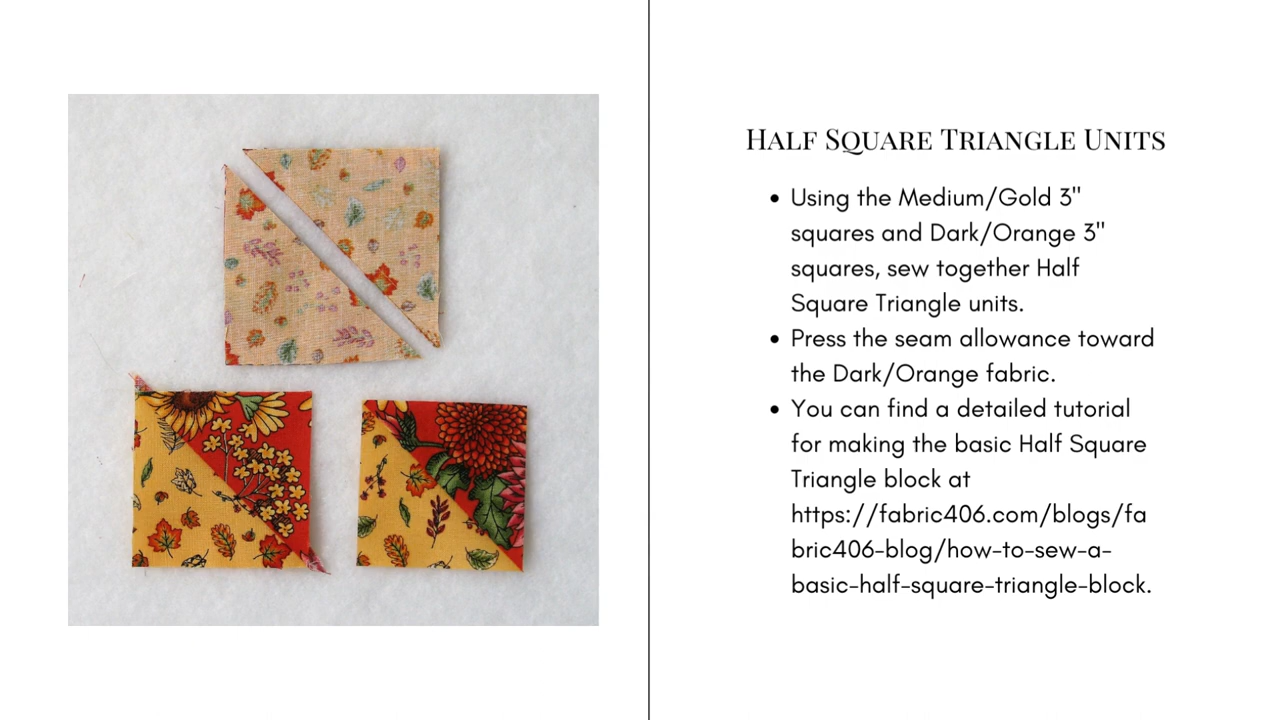 Half Square Triangle Units
• Using the Medium/Gold 3"
squares and Dark/Orange 3"
squares, sew together Half
Square Triangle units.
• Press the seam allowance toward
the Dark/Orange fabric.
• You can find a detailed tutorial
for making the basic Half Square
Triangle block at
https://fabric406.com/blogs/fa
bric406-blog/how-to-sew-a-
basic-half-square-triangle-block.